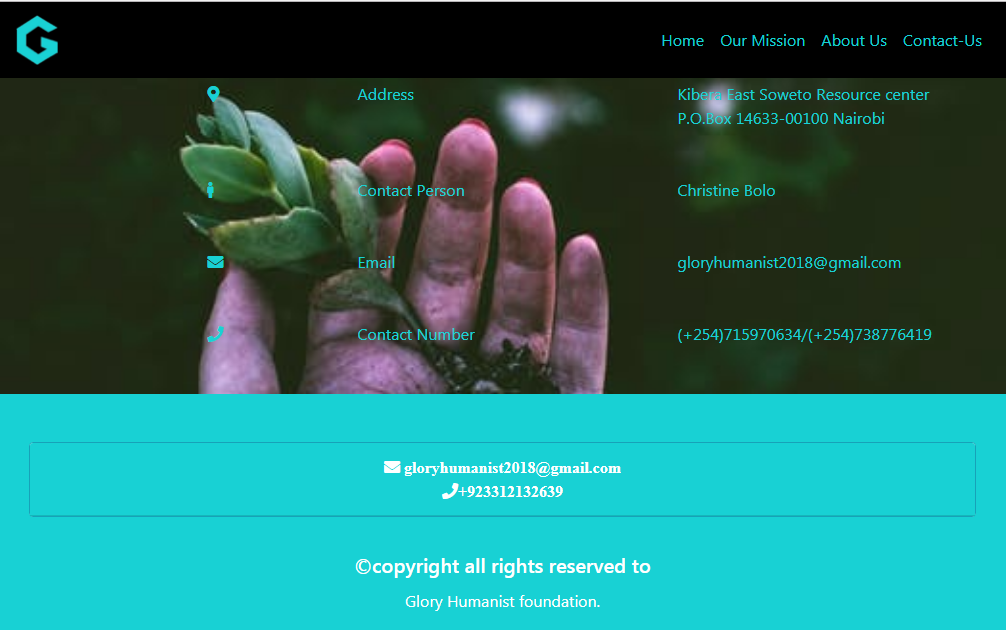 Home Our Mission About Us Contact-Us
Address Kibera East Soweto Resource center
P.O.Box 14633-00100 Nairobi
Contact Person Christine Bolo
Email gloryhumanist2018@gmail.com
Contact Number (+254)715970634/(+254)738776419
gloryhumanist2018@gmail.com
+923312132639
©copyright all rights reserved to
Glory Humanist foundation.